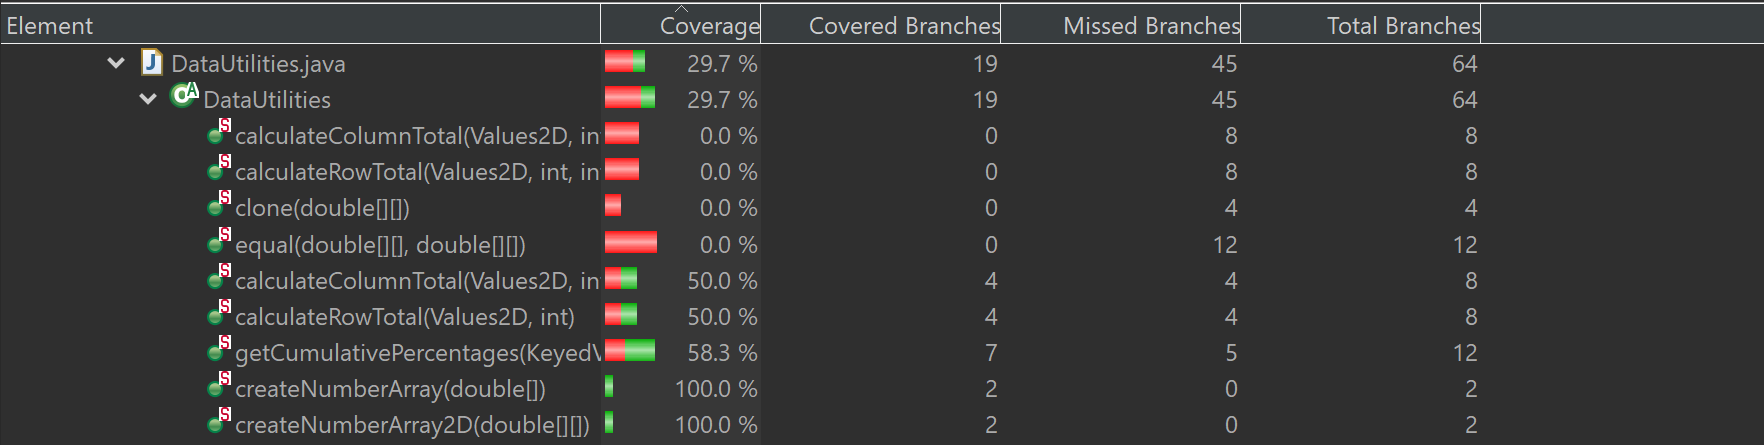 Element Coverage Covered Branches Missed Branches Total Branches
J DataUtilities.java 29.7 % 19 45 64
A DataUtilities 29.7 % 19 45 64
S calculateColumnTotal(Values2D, int 0.0 % 0 8 8
S calculateRowTotal(Values2D, int, in 0.0 % 0 8 8
S clone(double[][]) 0.0 % 0 4 4
S equal(double[][], double[][]) 0.0 % 0 12 12
S calculateColumnTotal(Values2D, int 50.0 % 4 4 8
S calculateRowTotal(Values2D, int) 50.0 % 4 4 8
S getCumulativePercentages(KeyedV 58.3 % 7 5 12
S createNumberArray(double[]) 100.0 % 2 0 2
S createNumberArray2D(double[][]) 100.0 % 2 0 2